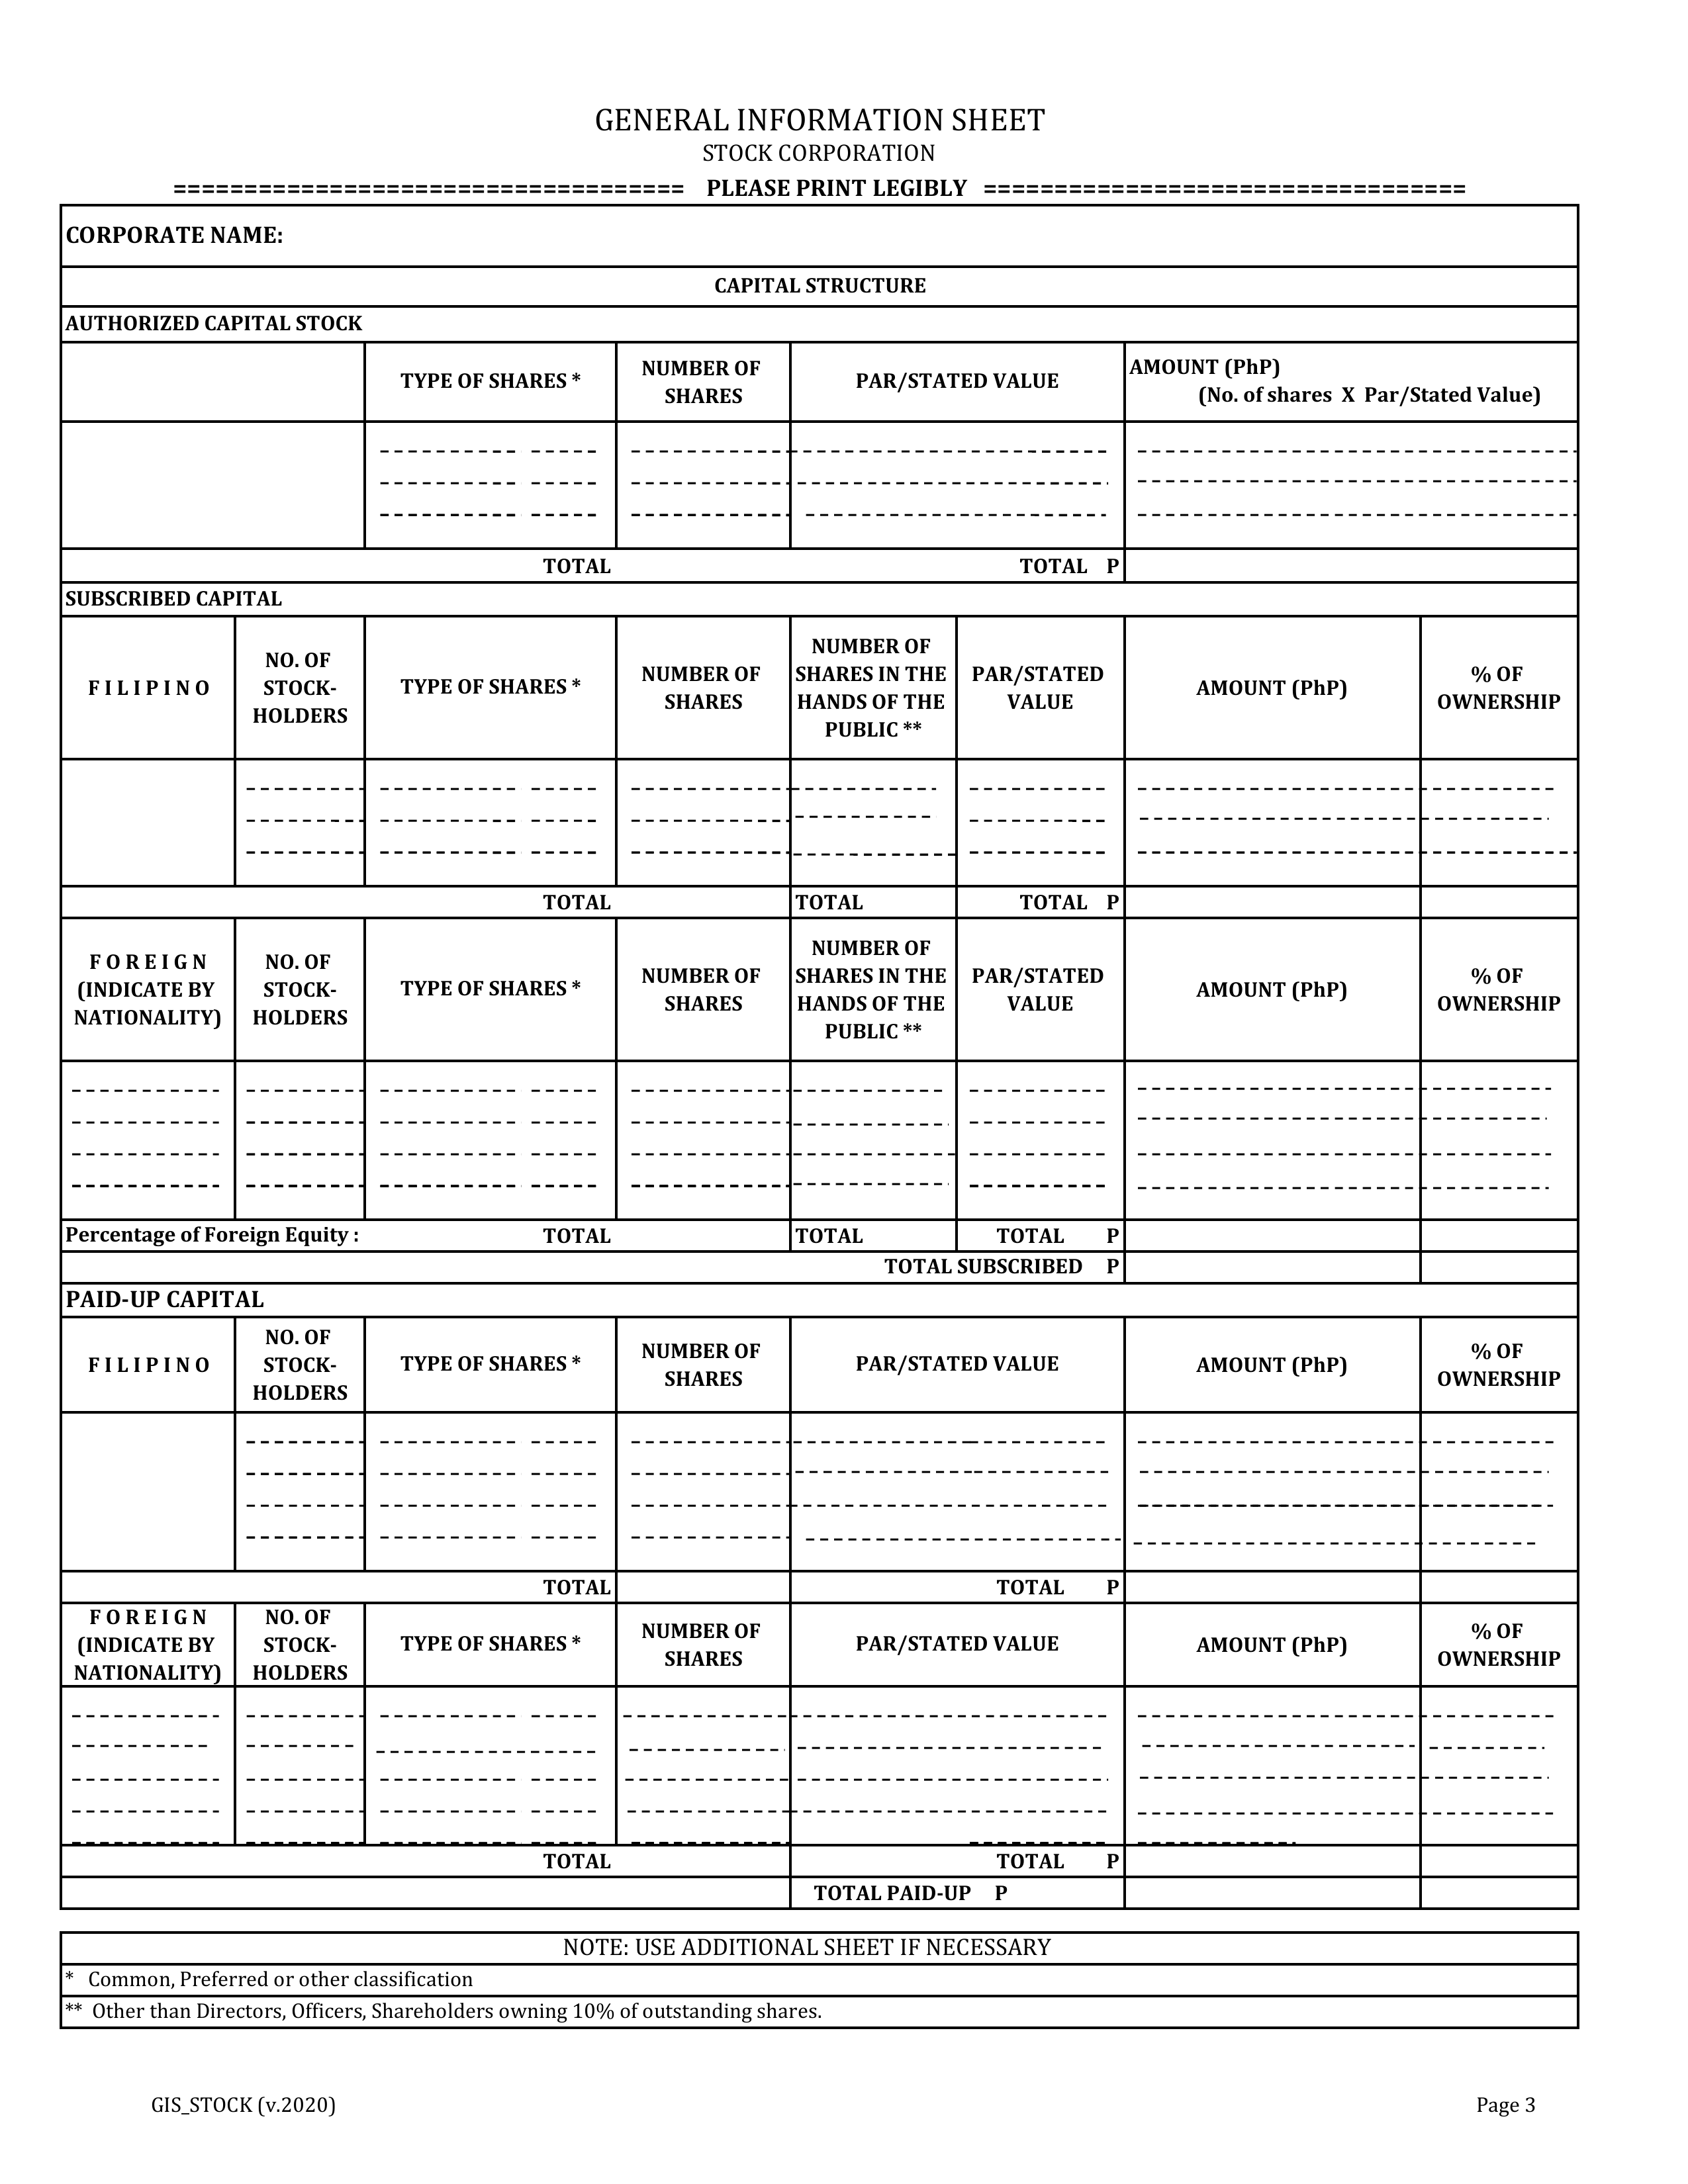 GENERAL INFORMATION SHEET
STOCK CORPORATION
==================================== PLEASE PRINT LEGIBLY ==================================
CORPORATE NAME:
CAPITAL STRUCTURE
AUTHORIZED CAPITAL STOCK
TYPE OF SHARES *
NUMBER OF
SHARES
PAR/STATED VALUE
AMOUNT (PhP)
(No. of shares X Par/Stated Value)
TOTAL TOTAL P
SUBSCRIBED CAPITAL
F I L I P I N O
NO. OF
STOCK-
HOLDERS
TYPE OF SHARES *
NUMBER OF
SHARES
NUMBER OF
SHARES IN THE
HANDS OF THE
PUBLIC **
PAR/STATED
VALUE
AMOUNT (PhP)
% OF
OWNERSHIP
TOTAL TOTAL TOTAL P
F O R E I G N
(INDICATE BY
NATIONALITY)
NO. OF
STOCK-
HOLDERS
TYPE OF SHARES *
NUMBER OF
SHARES
NUMBER OF
SHARES IN THE
HANDS OF THE
PUBLIC **
PAR/STATED
VALUE
AMOUNT (PhP)
% OF
OWNERSHIP
Percentage of Foreign Equity : TOTAL TOTAL TOTAL P
TOTAL SUBSCRIBED P
PAID-UP CAPITAL
F I L I P I N O
NO. OF
STOCK-
HOLDERS
TYPE OF SHARES *
NUMBER OF
SHARES
PAR/STATED VALUE
AMOUNT (PhP)
% OF
OWNERSHIP
TOTAL TOTAL P
F O R E I G N
(INDICATE BY
NATIONALITY)
NO. OF
STOCK-
HOLDERS
TYPE OF SHARES *
NUMBER OF
SHARES
PAR/STATED VALUE
AMOUNT (PhP)
% OF
OWNERSHIP
TOTAL TOTAL P
TOTAL PAID-UP P
NOTE: USE ADDITIONAL SHEET IF NECESSARY
* Common, Preferred or other classification
** Other than Directors, Officers, Shareholders owning 10% of outstanding shares.
GIS_STOCK (v.2020) Page 3